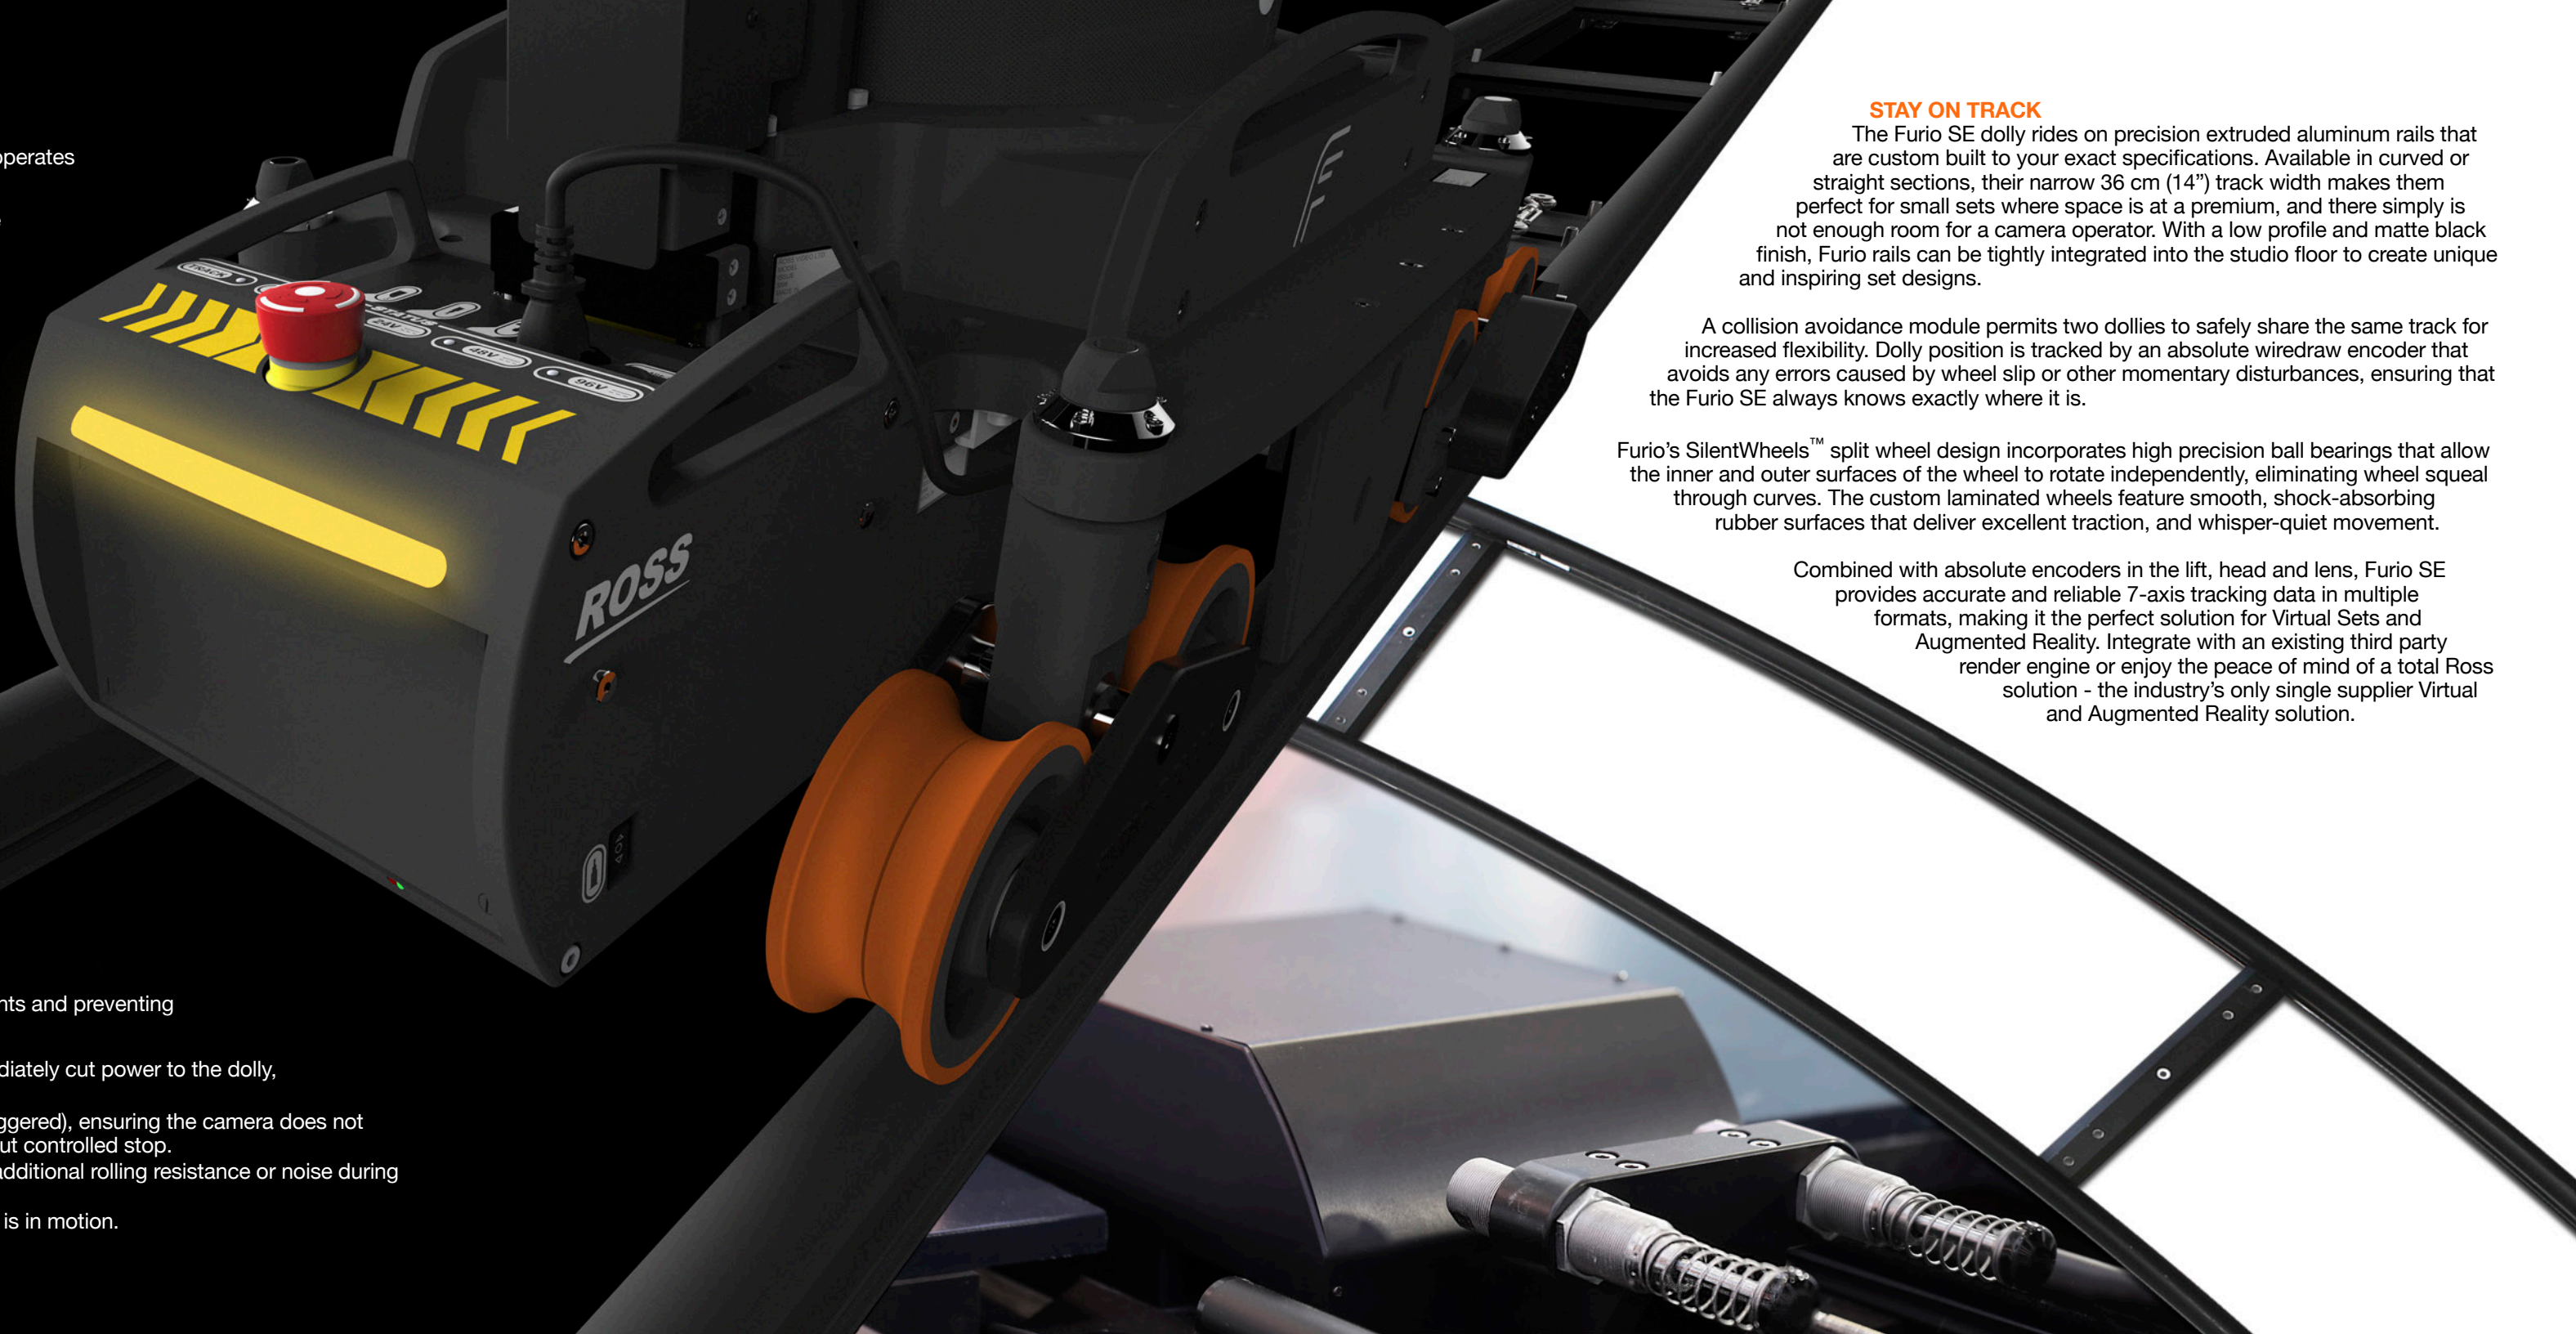 operates
TRACK
STATUS
24V
48V
96V
ROSS VIDEO LTD
MODEL
ROSS
STAY ON TRACK
The Furio SE dolly rides on precision extruded aluminum rails that
are custom built to your exact specifications. Available in curved or
straight sections, their narrow 36 cm (14”) track width makes them
perfect for small sets where space is at a premium, and there simply is
not enough room for a camera operator. With a low profile and matte black
finish, Furio rails can be tightly integrated into the studio floor to create unique
and inspiring set designs.
A collision avoidance module permits two dollies to safely share the same track for
increased flexibility. Dolly position is tracked by an absolute wiredraw encoder that
avoids any errors caused by wheel slip or other momentary disturbances, ensuring that
the Furio SE always knows exactly where it is.
Furio’s SilentWheels™ split wheel design incorporates high precision ball bearings that allow
the inner and outer surfaces of the wheel to rotate independently, eliminating wheel squeal
through curves. The custom laminated wheels feature smooth, shock-absorbing
rubber surfaces that deliver excellent traction, and whisper-quiet movement.
Combined with absolute encoders in the lift, head and lens, Furio SE
provides accurate and reliable 7-axis tracking data in multiple
formats, making it the perfect solution for Virtual Sets and
Augmented Reality. Integrate with an existing third party
render engine or enjoy the peace of mind of a total Ross
solution - the industry’s only single supplier Virtual
and Augmented Reality solution.
nts and preventing
diately cut power to the dolly,
ggered), ensuring the camera does not
ut controlled stop.
additional rolling resistance or noise during
is in motion.